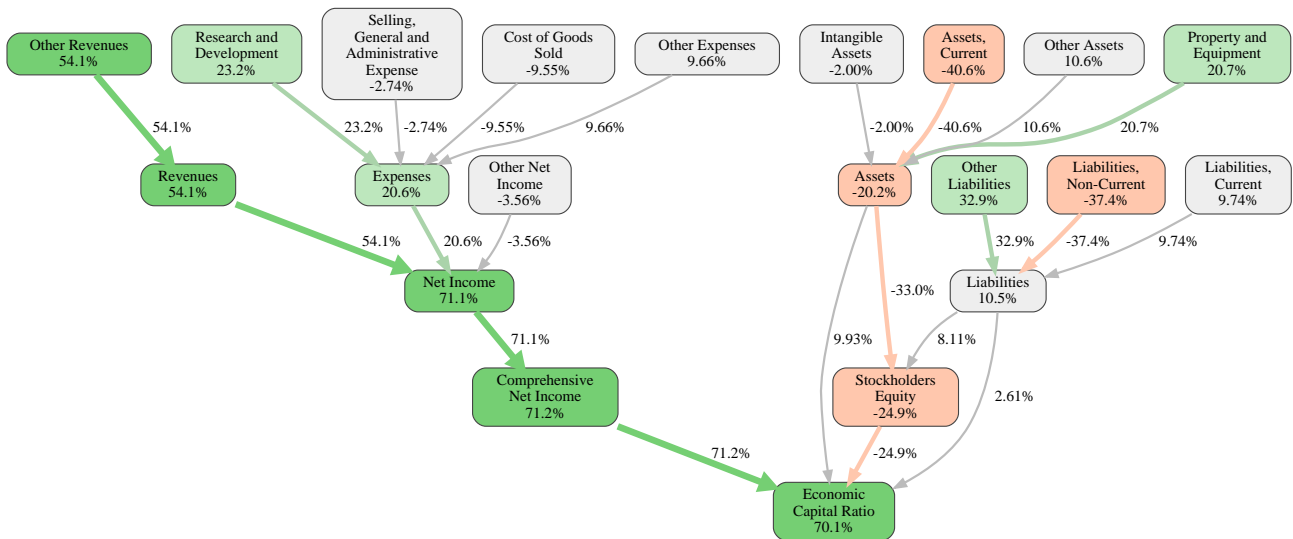 Other Revenues
54.1%
Research and
Development
23.2%
Selling,
General and
Administrative
Expense
-2.74%
Cost of Goods
Sold
-9.55%
Other Expenses
9.66%
Intangible
Assets
-2.00%
Assets,
Current
-40.6%
Other Assets
10.6%
Property and
Equipment
20.7%
54.1%
23.2%
-2.74%
-9.55%
9.66%
-2.00%
-40.6%
10.6%
20.7%
Revenues
54.1%
Expenses
20.6%
Other Net
Income
-3.56%
Assets
-20.2%
Other
Liabilities
32.9%
Liabilities,
Non-Current
-37.4%
Liabilities,
Current
9.74%
54.1%
20.6%
-3.56%
32.9%
-37.4%
9.74%
Net Income
71.1%
-33.0%
Liabilities
10.5%
71.1%
9.93%
8.11%
Comprehensive
Net Income
71.2%
Stockholders
Equity
-24.9%
2.61%
71.2%
-24.9%
Economic
Capital Ratio
70.1%